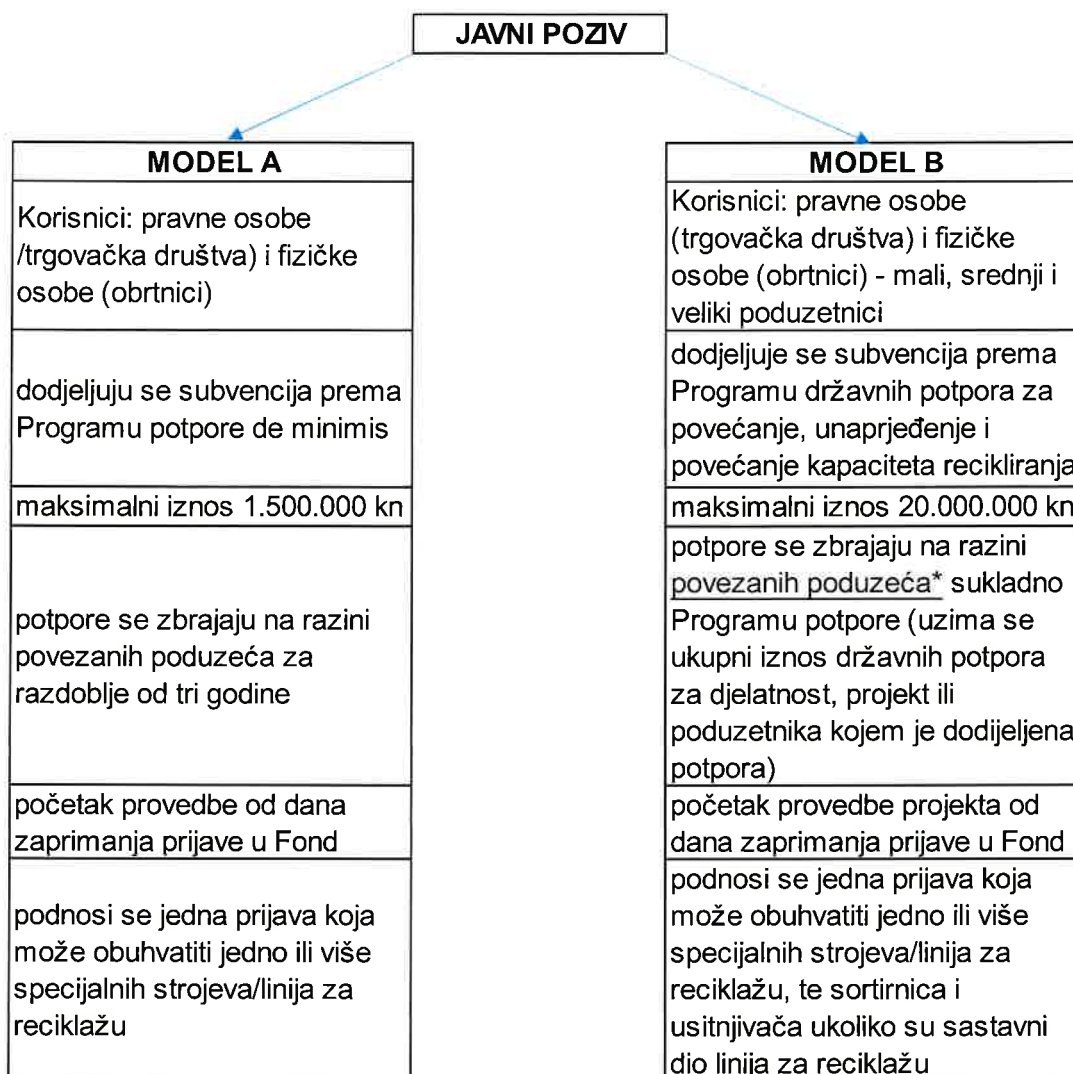 JAVNI POZIV
MODEL A
Korisnici: pravne osobe
/trgovačka društva) i fizičke
osobe (obrtnici)
dodjeljuju se subvencija prema
Programu potpore de minimis
maksimalni iznos 1.500.000 kn
potpore se zbrajaju na razini
povezanih poduzeća za
razdoblje od tri godine
početak provedbe od dana
zaprimanja prijave u Fond
podnosi se jedna prijava koja
može obuhvatiti jedno ili više
specijalnih strojeva/linija za
reciklažu
MODEL B
Korisnici: pravne osobe
(trgovačka društva) i fizičke
osobe (obrtnici) - mali, srednji i
veliki poduzetnici
dodjeljuje se subvencija prema
Programu državnih potpora za
povećanje, unaprjeđenje i
povećanje kapaciteta recikliranja
maksimalni iznos 20.000.000 kn
potpore se zbrajaju na razini
povezanih poduzeća* sukladno
Programu potpore (uzima se
ukupni iznos državnih potpora
za djelatnost, projekt ili
poduzetnika kojem je dodijeljena
potpora)
početak provedbe projekta od
dana zaprimanja prijave u Fond
podnosi se jedna prijava koja
može obuhvatiti jedno ili više
specijalnih strojeva/linija za
reciklažu, te sortirnica i
usitnjivača ukoliko su sastavni
dio linija za reciklažu